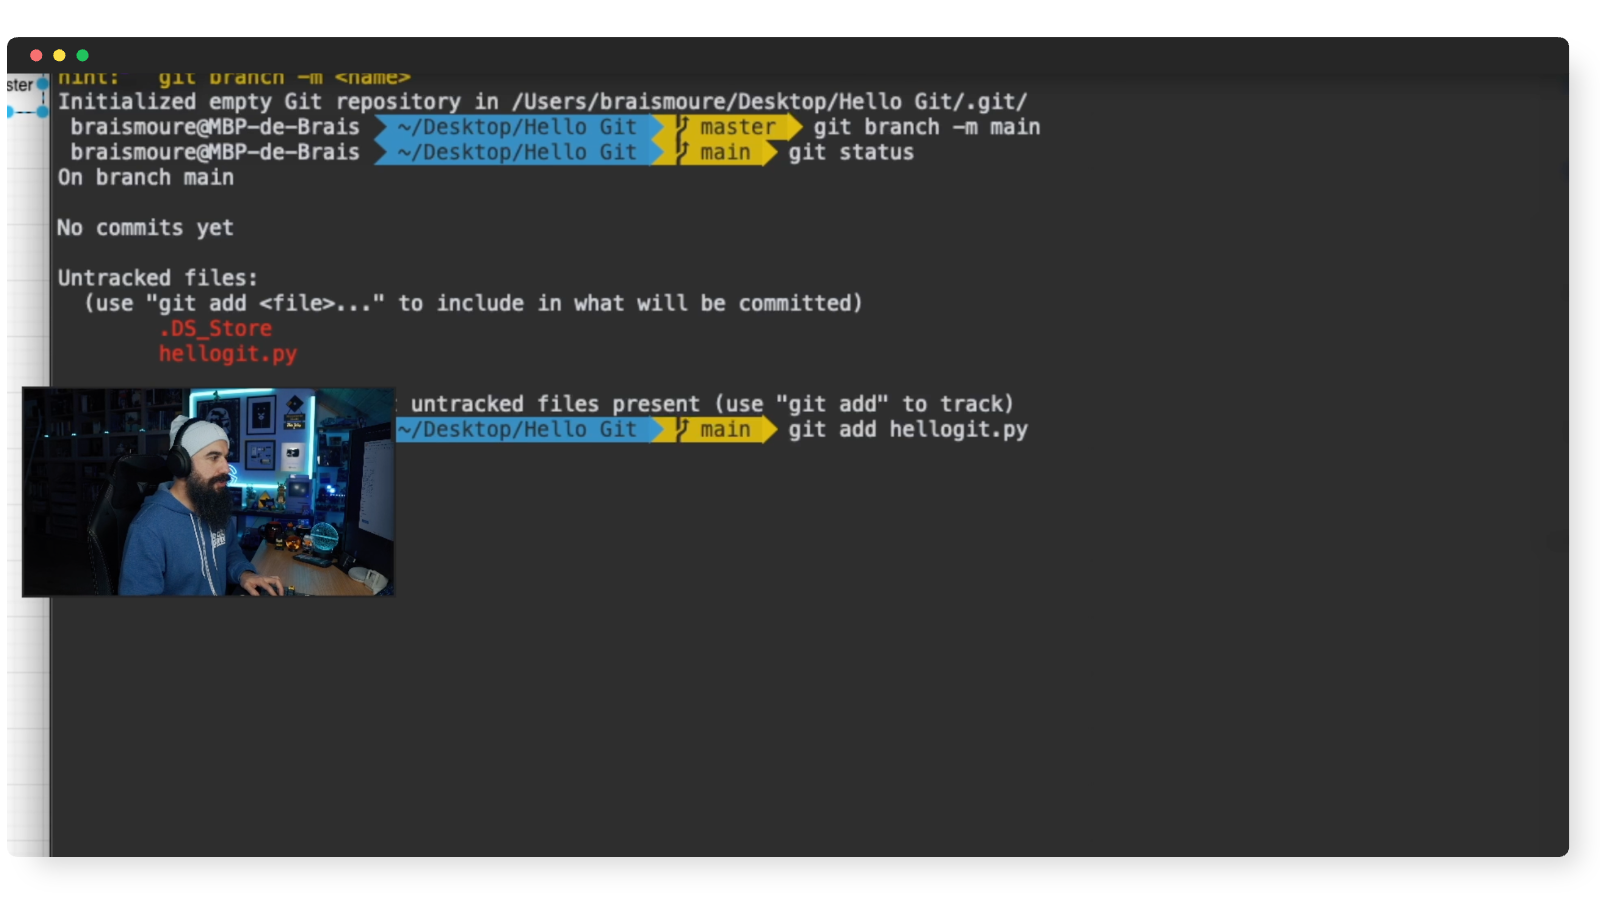 ster
hint: git branch -m <name>
Initialized empty Git repository in /Users/braismoure/Desktop/Hello Git/.git/
braismoure@MBP-de-Brais ~/Desktop/Hello Git master git branch -m main
braismoure@MBP-de-Brais ~/Desktop/Hello Git main git status
On branch main
No commits yet
Untracked files:
(use "git add <file>..." to include in what will be committed)
.DS_Store
hellogit.py
untracked files present (use "git add" to track)
~/Desktop/Hello Git main git add hellogit.py